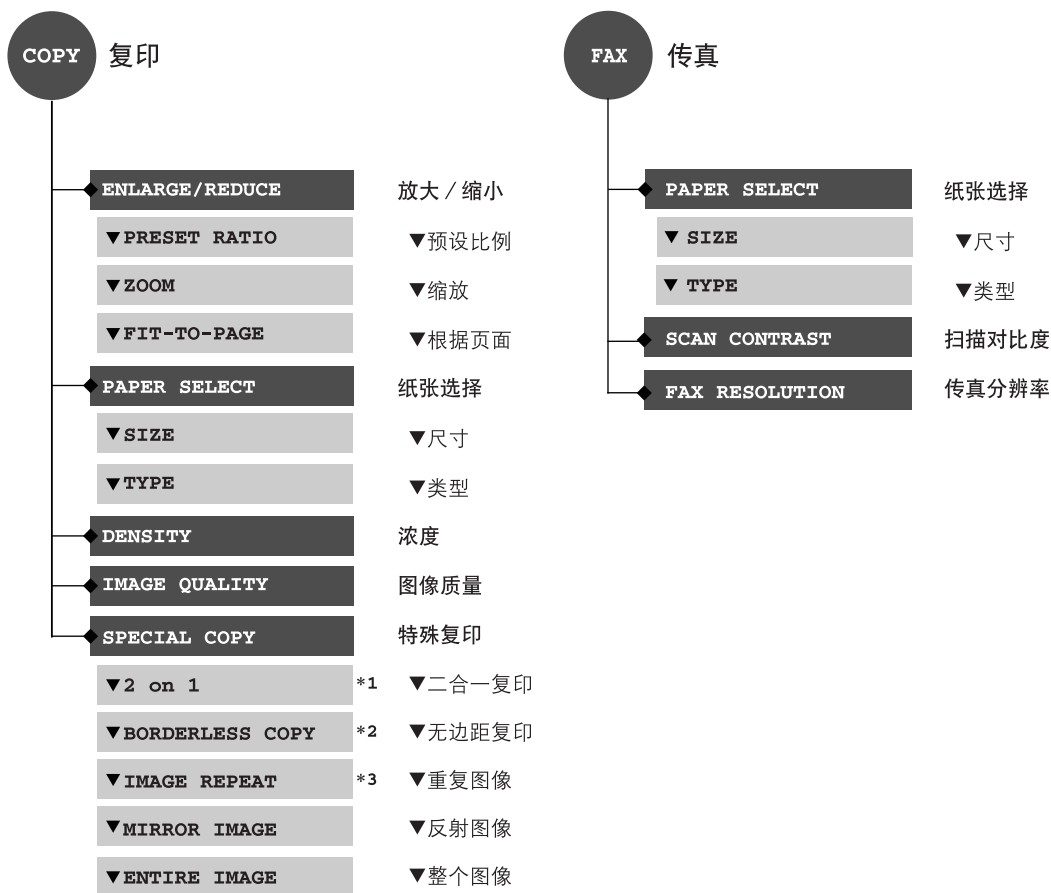 COPY 复印
ENLARGE/REDUCE 放大／缩小
▼PRESET RATIO ▼预设比例
▼ZOOM ▼缩放
▼FIT-TO-PAGE ▼根据页面
PAPER SELECT 纸张选择
▼SIZE ▼尺寸
▼TYPE ▼类型
DENSITY 浓度
IMAGE QUALITY 图像质量
SPECIAL COPY 特殊复印
▼2 on 1 *1 ▼二合一复印
▼BORDERLESS COPY *2 ▼无边距复印
▼IMAGE REPEAT *3 ▼重复图像
▼MIRROR IMAGE ▼反射图像
▼ENTIRE IMAGE ▼整个图像
FAX 传真
PAPER SELECT 纸张选择
▼ SIZE ▼尺寸
▼ TYPE ▼类型
SCAN CONTRAST 扫描对比度
FAX RESOLUTION 传真分辨率